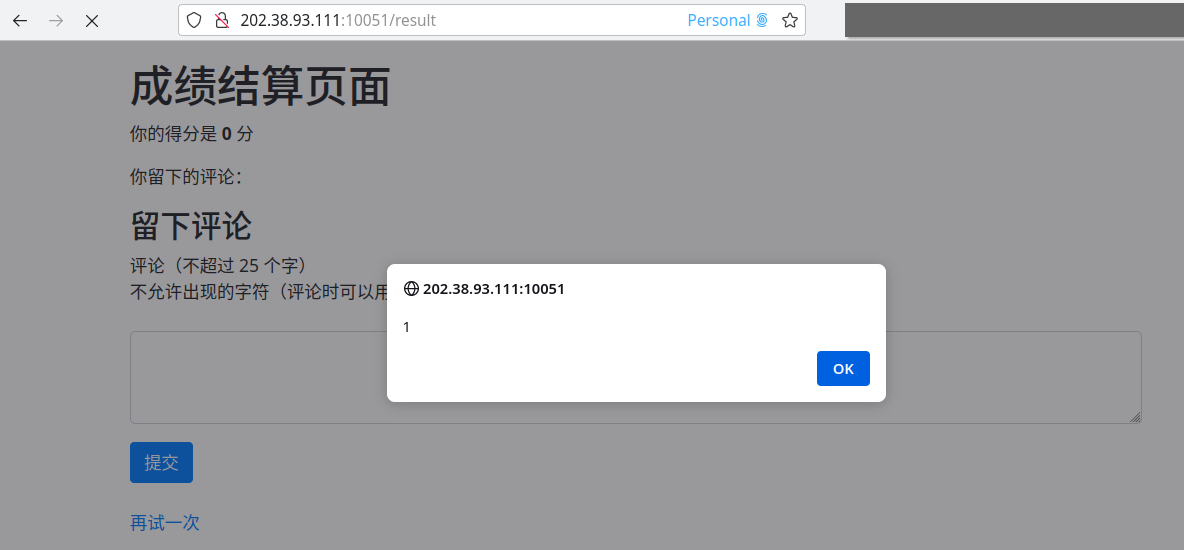 202.38.93.111:10051/result
Personal
成绩结算页面
你的得分是 0 分
你留下的评论：
留下评论
评论（不超过 25 个字）
不允许出现的字符（评论时可以用
202.38.93.111:10051
1
OK
提交
再试一次